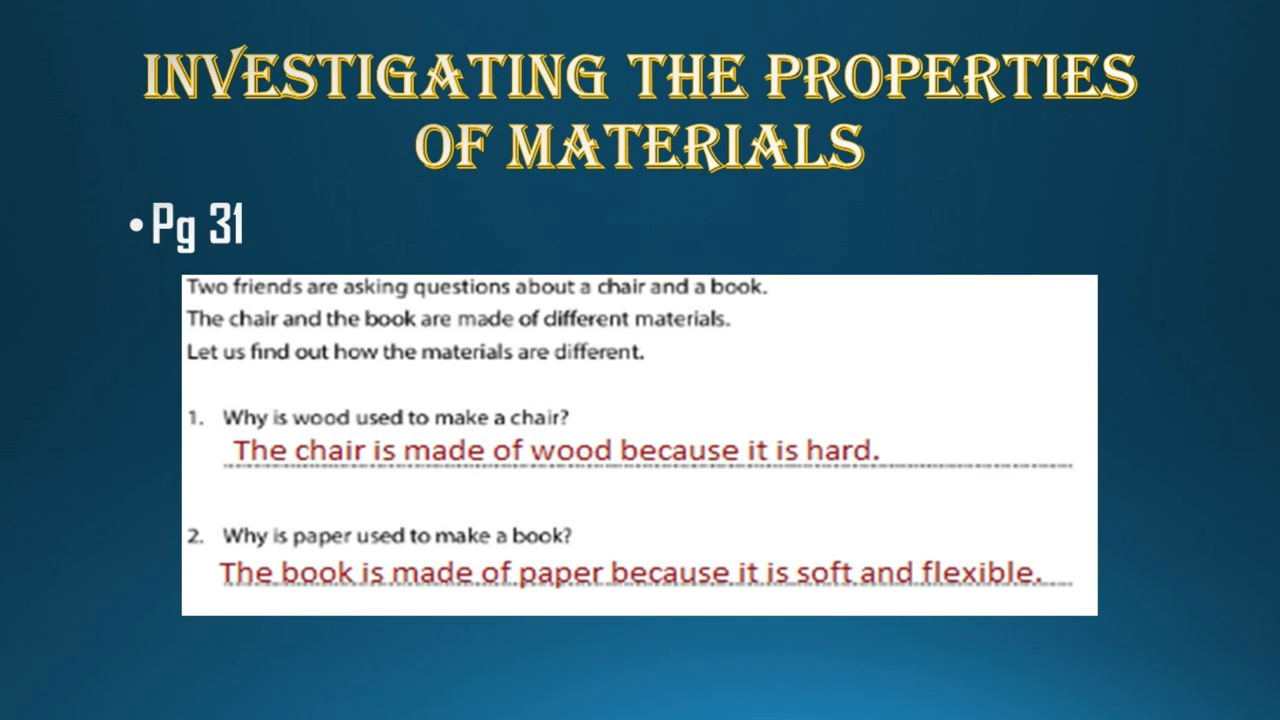 INVESTIGATING THE PROPERTIES
OF MATERIALS
• Pg 31
Two friends are asking questions about a chair and a book.
The chair and the book are made of different materials.
Let us find out how the materials are different.
1. Why is wood used to make a chair?
The chair is made of wood because it is hard.
2. Why is paper used to make a book?
The book is made of paper because it is soft and flexible.